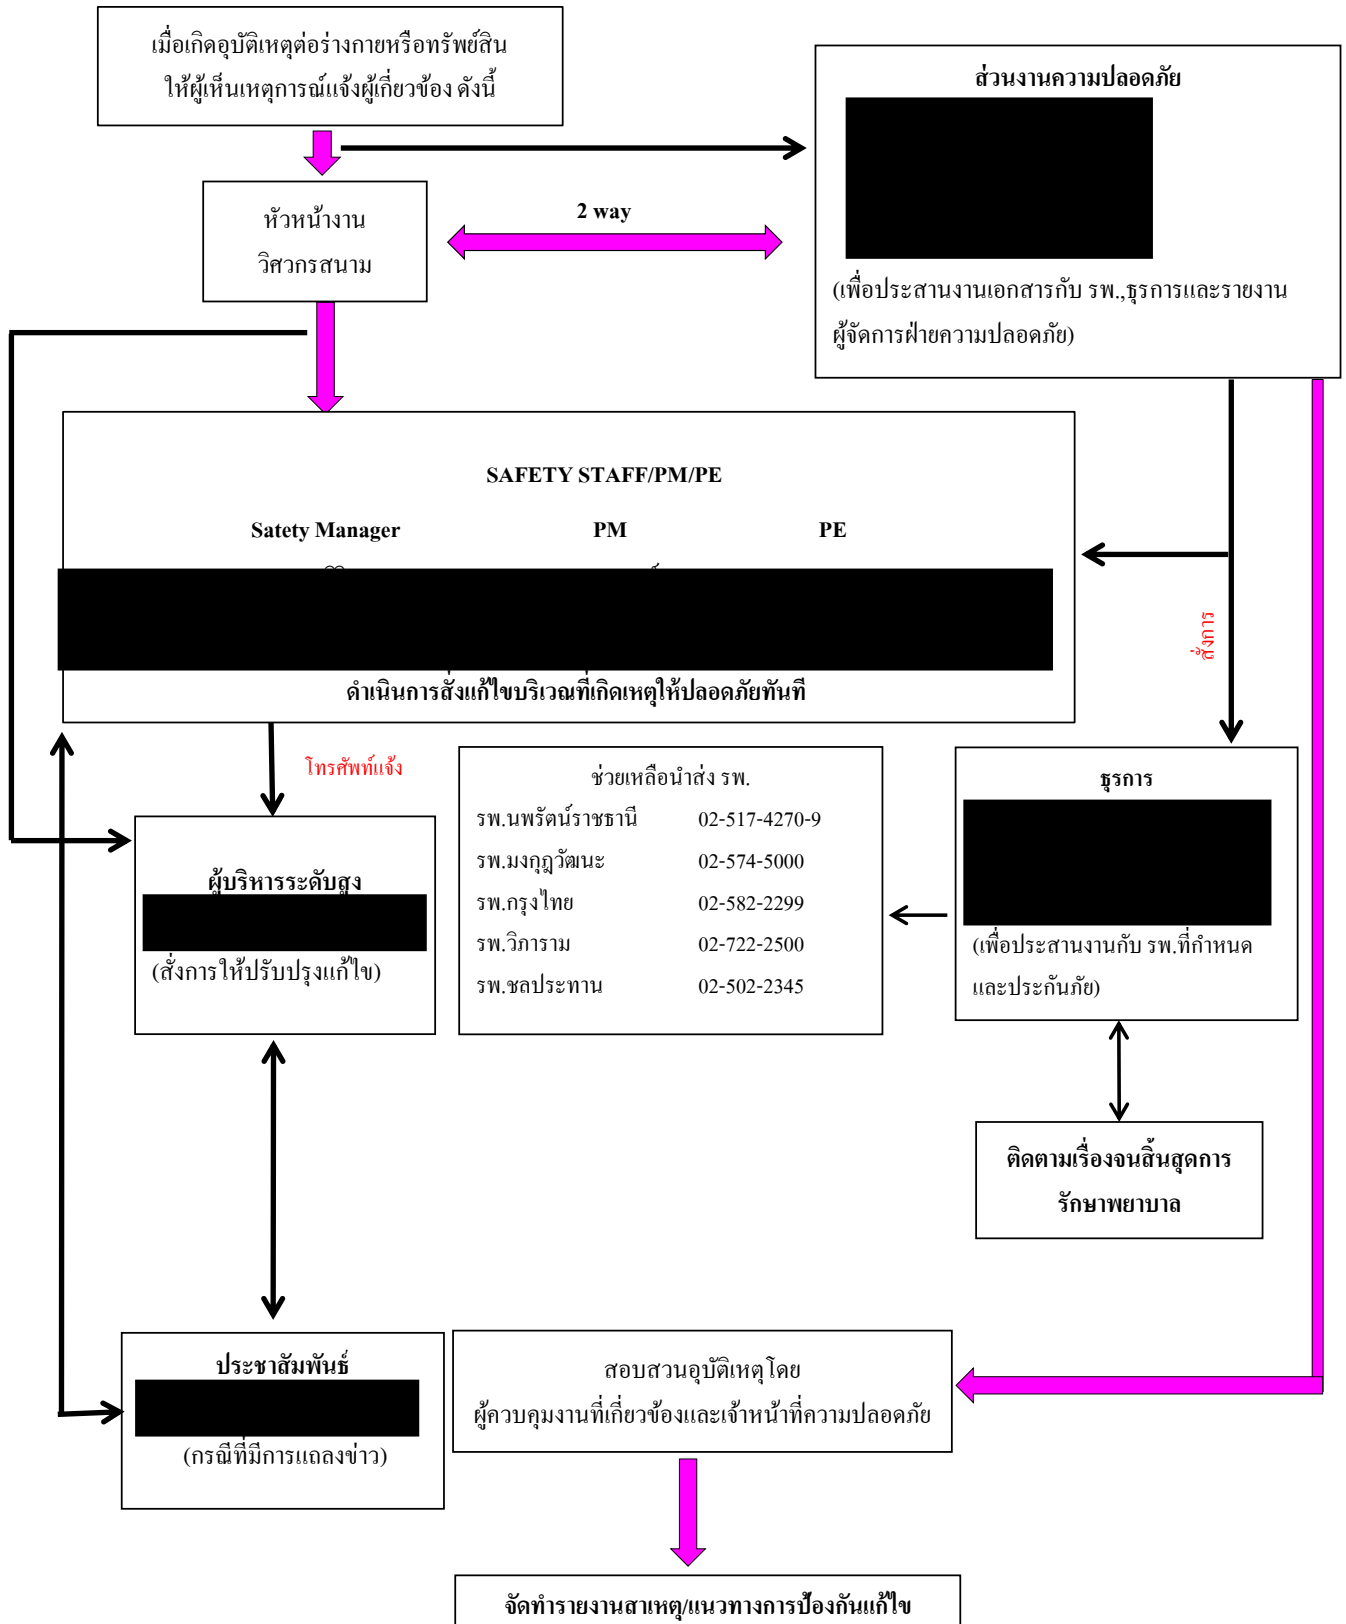 เมื่อเกิดอุบัติเหตุต่อร่างกายหรือทรัพย์สิน
ให้ผู้เห็นเหตุการณ์แจ้งผู้เกี่ยวข้อง ดังนี้
ส่วนงานความปลอดภัย
(เพื่อประสานงานเอกสารกับ รพ.,ธุรการและรายงาน
ผู้จัดการฝ่ายความปลอดภัย)
หัวหน้างาน
วิศวกรสนาม
2 way
SAFETY STAFF/PM/PE
Satety Manager PM PE
ดำเนินการสั่งแก้ไขบริเวณที่เกิดเหตุให้ปลอดภัยทันที
สั่งการ
โทรศัพท์แจ้ง
ผู้บริหารระดับสูง
(สั่งการให้ปรับปรุงแก้ไข)
ช่วยเหลือนำส่ง รพ.
รพ.นพรัตน์ราชธานี 02-517-4270-9
รพ.มงกุฎวัฒนะ 02-574-5000
รพ.กรุงไทย 02-582-2299
รพ.วิภาราม 02-722-2500
รพ.ชลประทาน 02-502-2345
ธุรการ
(เพื่อประสานงานกับ รพ.ที่กำหนด
และประกันภัย)
ติดตามเรื่องจนสิ้นสุดการ
รักษาพยาบาล
ประชาสัมพันธ์
(กรณีที่มีการแถลงข่าว)
สอบสวนอุบัติเหตุโดย
ผู้ควบคุมงานที่เกี่ยวข้องและเจ้าหน้าที่ความปลอดภัย
จัดทำรายงานสาเหตุ/แนวทางการป้องกันแก้ไข